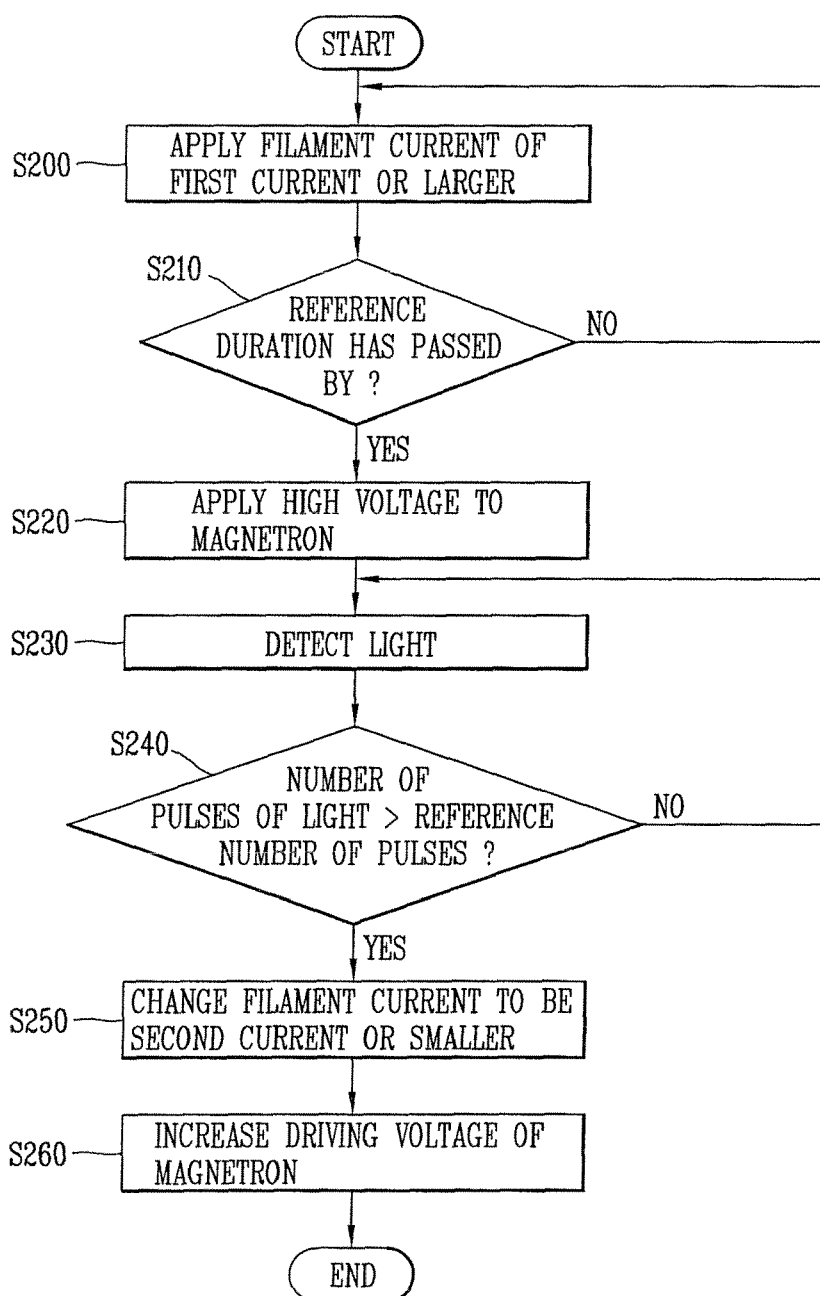 START
S200
APPLY FILAMENT CURRENT OF
FIRST CURRENT OR LARGER
S210
REFERENCE
DURATION HAS PASSED
BY ?
NO
YES
S220
APPLY HIGH VOLTAGE TO
MAGNETRON
S230
DETECT LIGHT
S240
NUMBER OF
PULSES OF LIGHT > REFERENCE
NUMBER OF PULSES ?
NO
YES
S250
CHANGE FILAMENT CURRENT TO BE
SECOND CURRENT OR SMALLER
S260
INCREASE DRIVING VOLTAGE OF
MAGNETRON
END